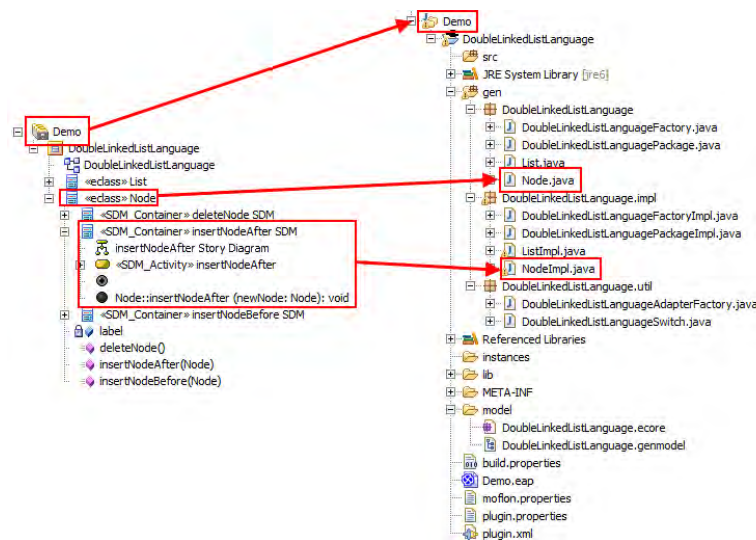 Demo
DoubleLinkedListLanguage
DoubleLinkedListLanguage
«eclass» List
«eclass» Node
«SDM_Container» deleteNode SDM
«SDM_Container» insertNodeAfter SDM
insertNodeAfter Story Diagram
«SDM_Activity» insertNodeAfter
Node::insertNodeAfter (newNode: Node): void
«SDM_Container» insertNodeBefore SDM
label
deleteNode()
insertNodeAfter(Node)
insertNodeBefore(Node)
Demo
DoubleLinkedListLanguage
src
JRE System Library [jre6]
gen
DoubleLinkedListLanguage
DoubleLinkedListLanguageFactory.java
DoubleLinkedListLanguagePackage.java
List.java
Node.java
DoubleLinkedListLanguage.impl
DoubleLinkedListLanguageFactoryImpl.java
DoubleLinkedListLanguagePackageImpl.java
ListImpl.java
NodeImpl.java
DoubleLinkedListLanguage.util
DoubleLinkedListLanguageAdapterFactory.java
DoubleLinkedListLanguageSwitch.java
Referenced Libraries
instances
lib
META-INF
model
DoubleLinkedListLanguage.ecore
DoubleLinkedListLanguage.genmodel
build.properties
Demo.eap
moflon.properties
plugin.properties
plugin.xml